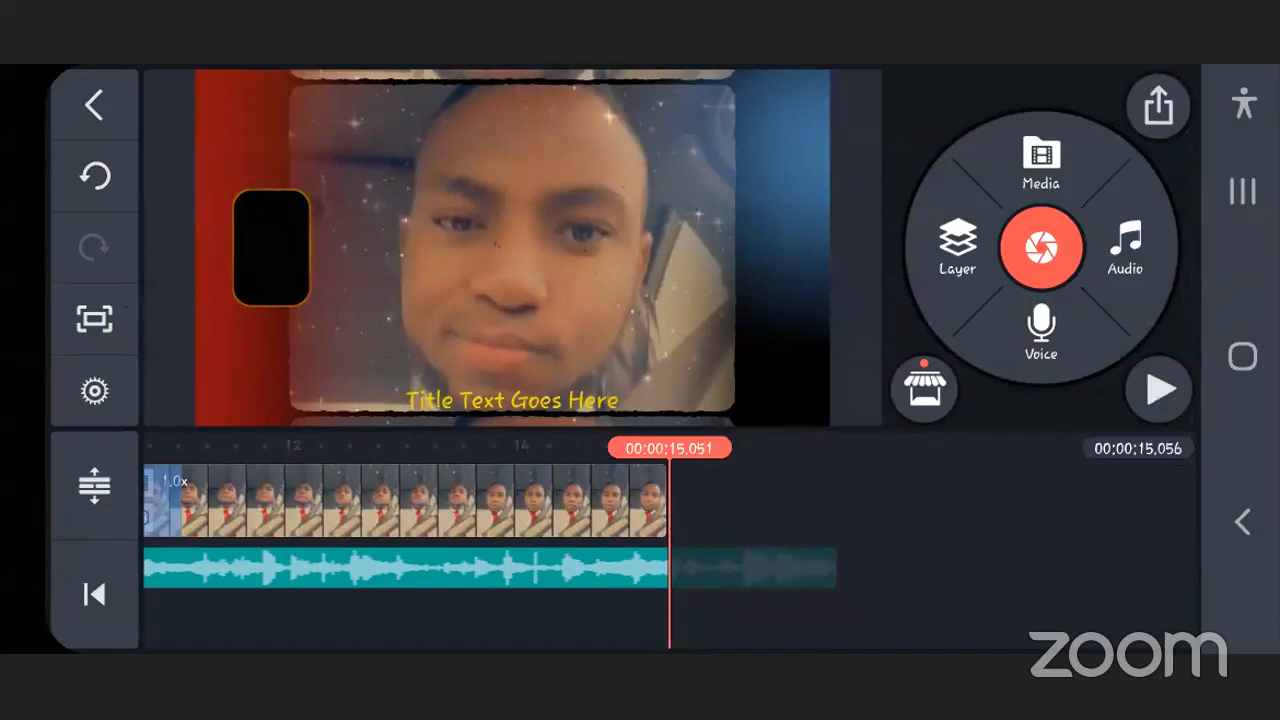 Media
Layer
Audio
Voice
Title Text Goes Here
12
14
00:00:15.051
00:00:15.056
1.0x
zoom